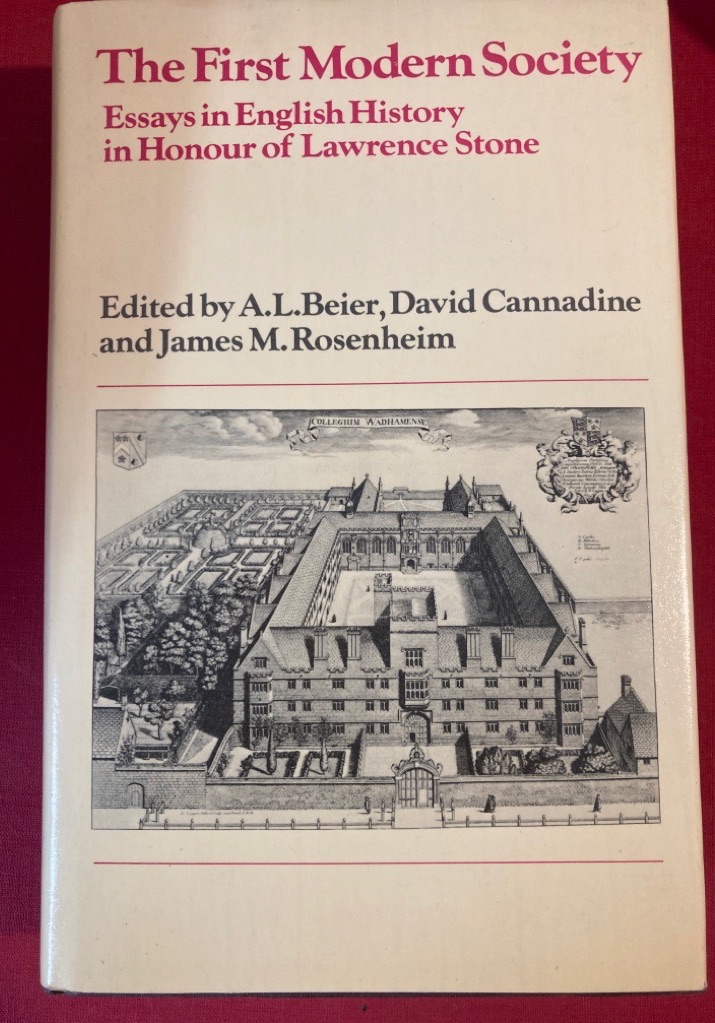 The First Modern Society
Essays in English History
in Honour of Lawrence Stone
Edited by A.L.Beier, David Cannadine
and James M. Rosenheim
COLLEGIUM WADHAMENSE